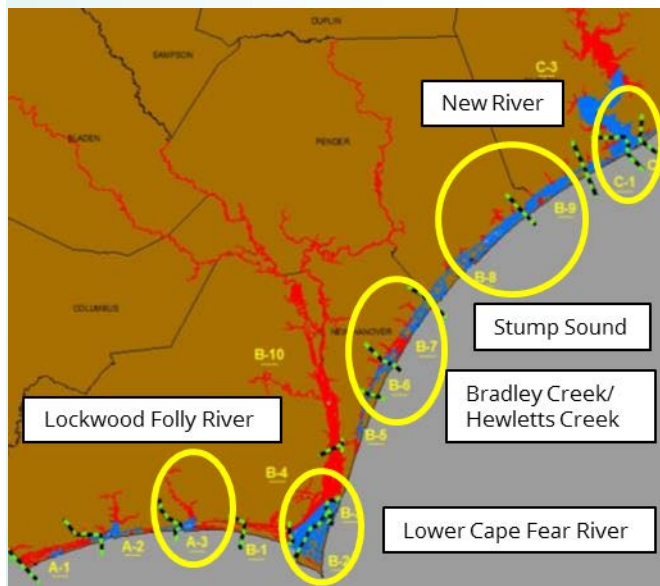 DUPLIN
SAMPSON
C-3
New River
BLADEN
PENDER
C-1
C
B-9
B-8
COLUMBUS
Stump Sound
NEW HANOVER
B-7
B-10
B-6
Bradley Creek/
Hewletts Creek
Lockwood Folly River
B-5
B-4
Lower Cape Fear River
A-3
B-1
A-2
B-2
A-1